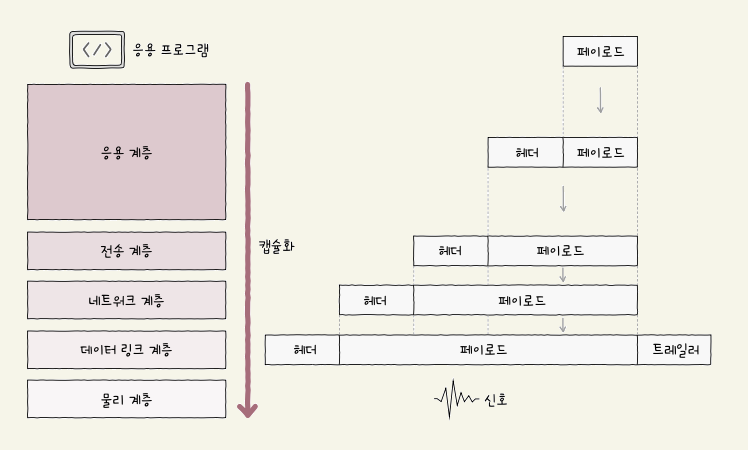 </> 응용 프로그램
페이로드
응용 계층
헤더 페이로드
전송 계층
캡슐화
헤더 페이로드
네트워크 계층
헤더 페이로드
데이터 링크 계층
헤더 페이로드 트레일러
물리 계층
신호